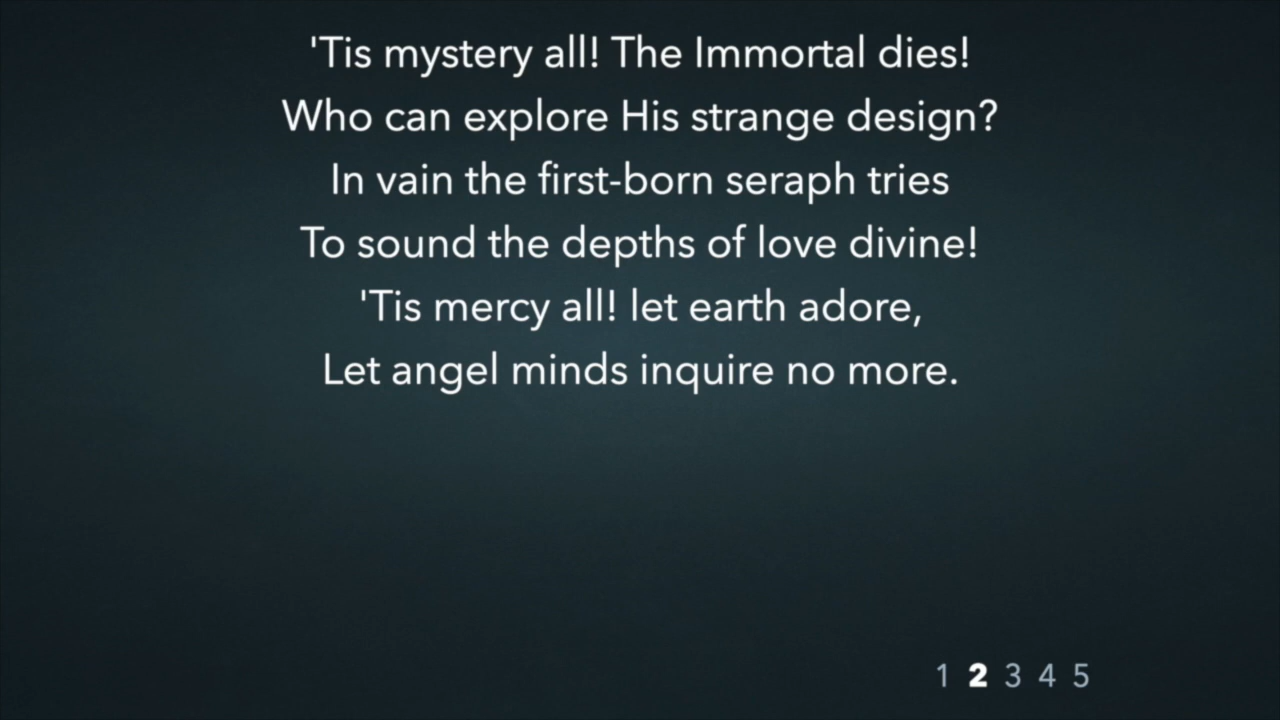 'Tis mystery all! The Immortal dies!
Who can explore His strange design?
In vain the first-born seraph tries
To sound the depths of love divine!
'Tis mercy all! let earth adore,
Let angel minds inquire no more.
1 2 3 4 5